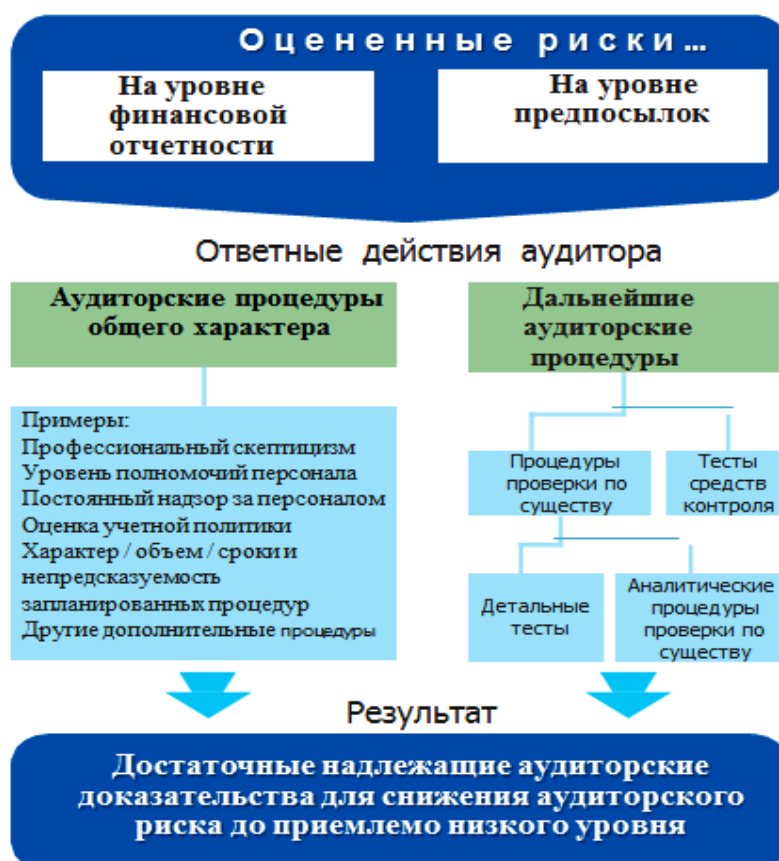 Оцененные риски…
На уровне
финансовой
отчетности
На уровне
предпосылок
Ответные действия аудитора
Аудиторские процедуры
общего характера
Дальнейшие
аудиторские
процедуры
Примеры:
Профессиональный скептицизм
Уровень полномочий персонала
Постоянный надзор за персоналом
Оценка учетной политики
Характер / объем / сроки и
непредсказуемость
запланированных процедур
Другие дополнительные процедуры
Процедуры
проверки по
существу
Тесты
средств
контроля
Детальные
тесты
Аналитические
процедуры
проверки по
существу
Результат
Достаточные надлежащие аудиторские
доказательства для снижения аудиторского
риска до приемлемо низкого уровня